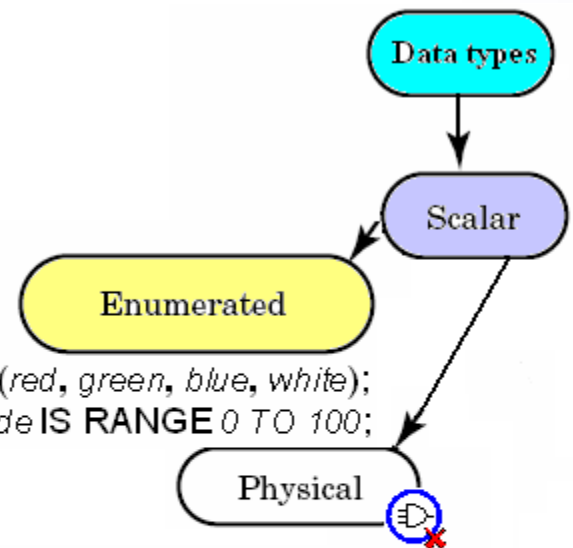 Data types
Scalar
Enumerated
(red, green, blue, white);
de IS RANGE 0 TO 100;
Physical